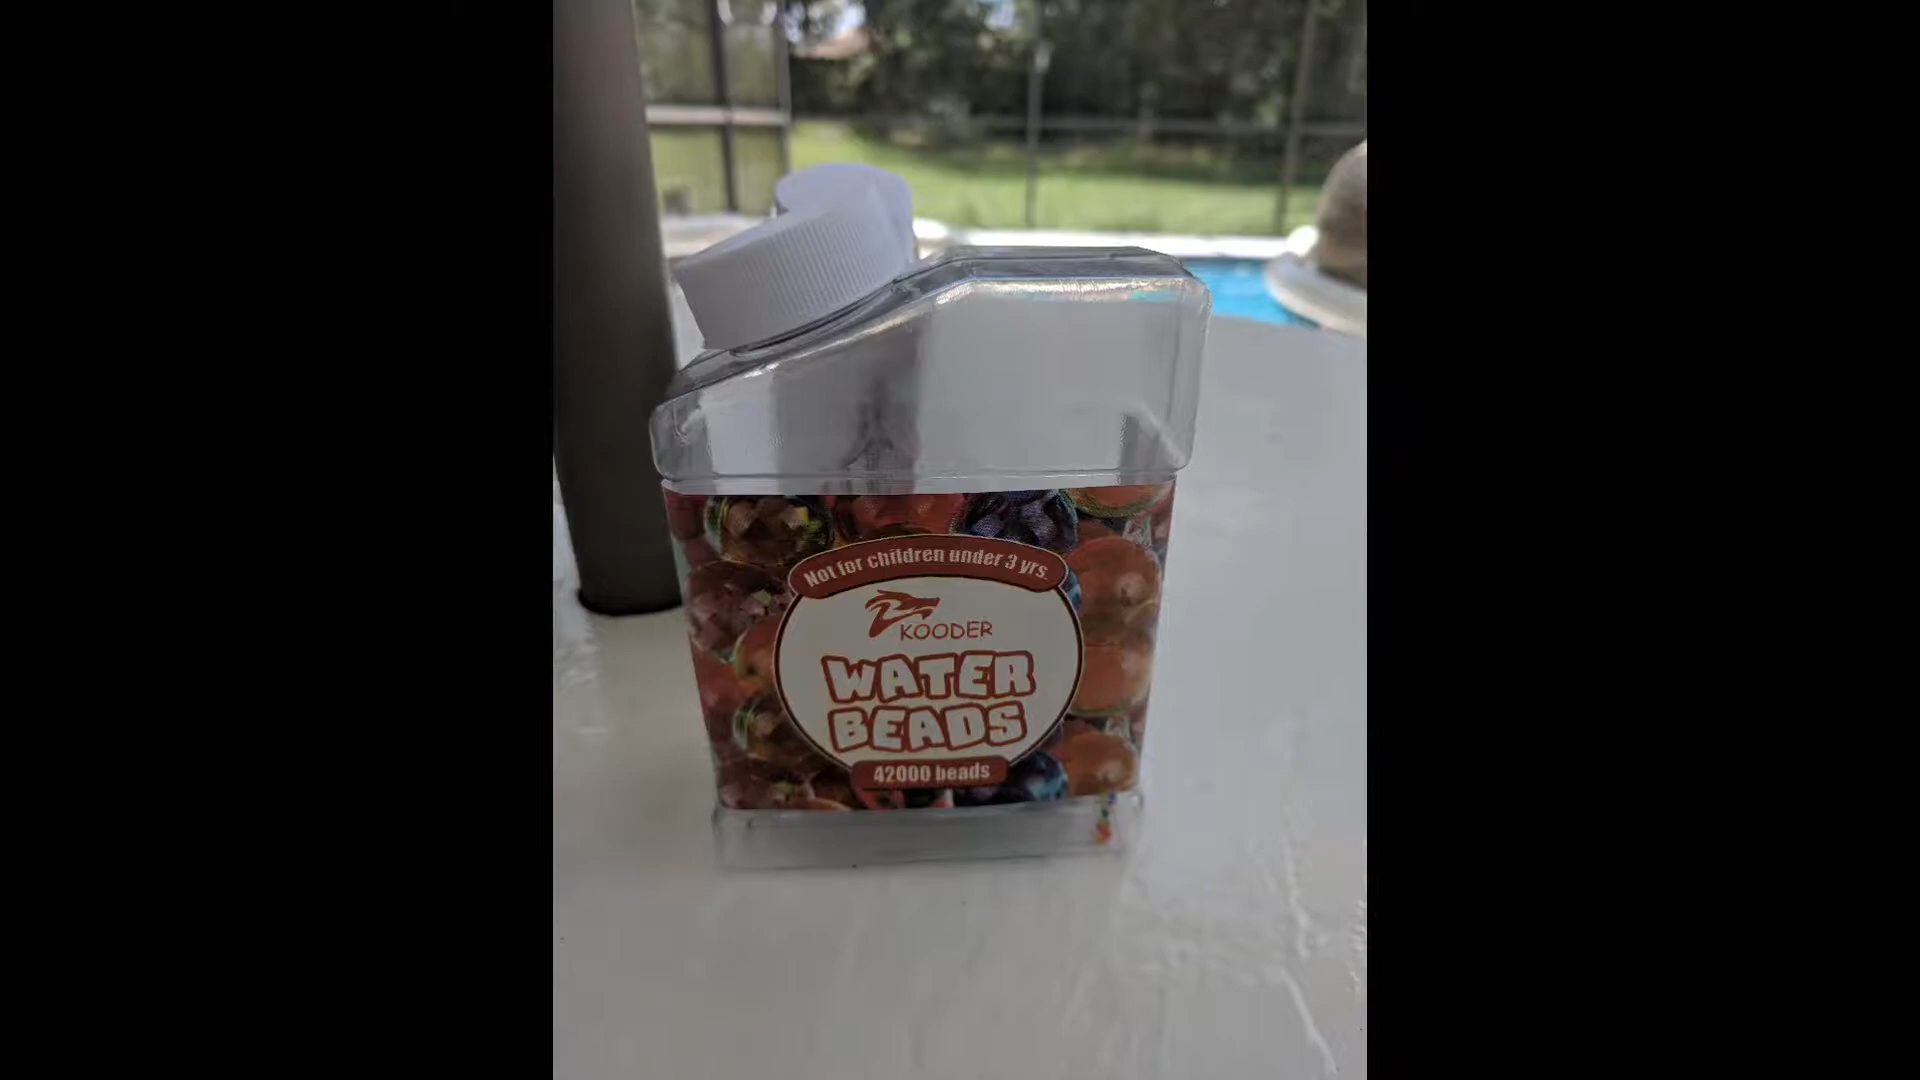 Not for children under 3 yrs.
KOODER
WATER
BEADS
42000 beads